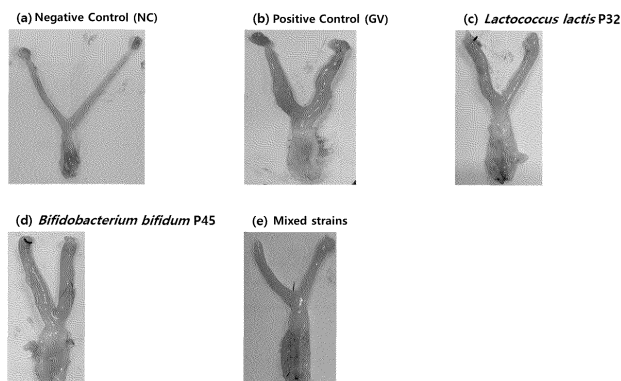 (a) Negative Control (NC)
(b) Positive Control (GV)
(c) Lactococcus lactis P32
(d) Bifidobacterium bifidum P45
(e) Mixed strains